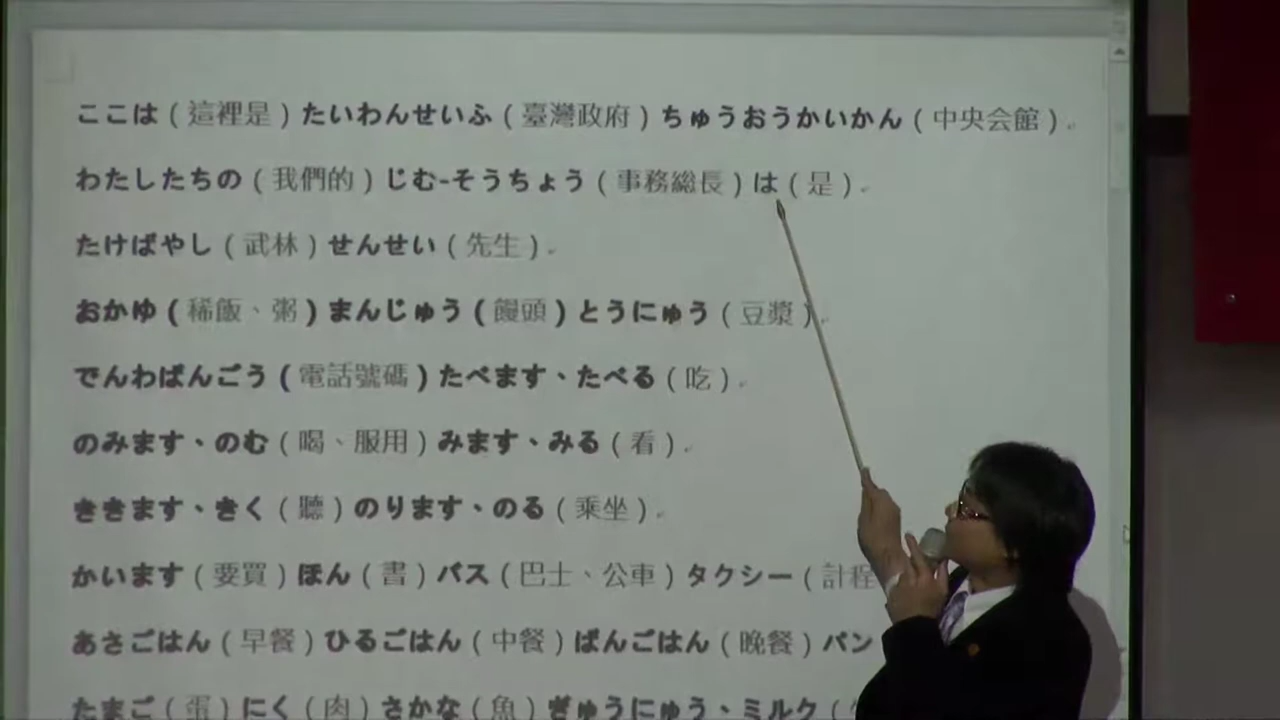 ここは（這裡是）たいわんせいふ（臺灣政府）ちゅうおうかいかん（中央会館）
わたしたちの（我們的）じむ-そうちょう（事務総長）は（是）
たけばやし（武林）せんせい（先生）
おかゆ(稀飯、粥)まんじゅう(饅頭)とうにゅう（豆漿）
でんわばんごう(電話號碼)たべます、たべる（吃）
のみます、のむ（喝、服用）みます、みる（看）
ききます、きく（聽）のります、のる（乘坐）
かいます（要買）ほん（書）バス（巴士、公車）タクシー（計程
あさごはん（早餐）ひるごはん（中餐）ばんごはん（晚餐）パン
たまご（蛋）にく（肉）さかな（魚）ぎゅうにゅう、ミルク（